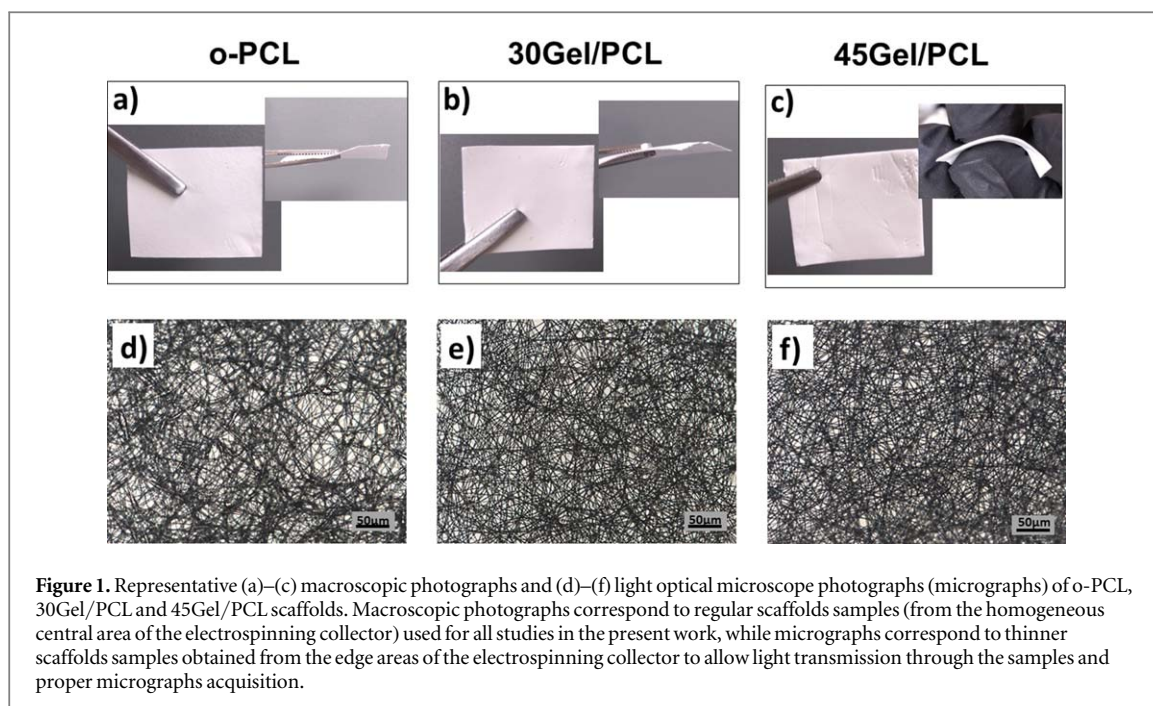 o-PCL 30Gel/PCL 45Gel/PCL
a) b) c)
d) e) f)
50µm 50µm 50µm
Figure 1. Representative (a)–(c) macroscopic photographs and (d)–(f) light optical microscope photographs (micrographs) of o-PCL,
30Gel/PCL and 45Gel/PCL scaffolds. Macroscopic photographs correspond to regular scaffolds samples (from the homogeneous
central area of the electrospinning collector) used for all studies in the present work, while micrographs correspond to thinner
scaffolds samples obtained from the edge areas of the electrospinning collector to allow light transmission through the samples and
proper micrographs acquisition.